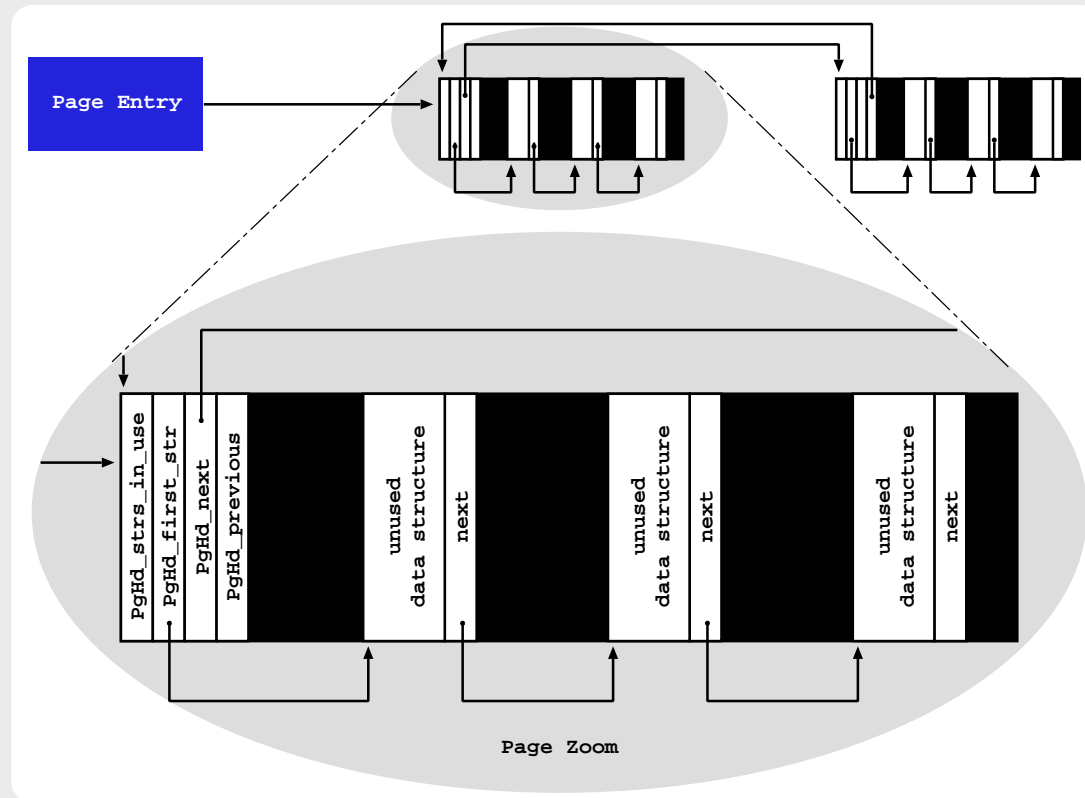 Page Entry
PgHd_strs_in_use
PgHd_first_str
PgHd_next
PgHd_previous
unused
data structure
next
unused
data structure
next
unused
data structure
next
Page Zoom